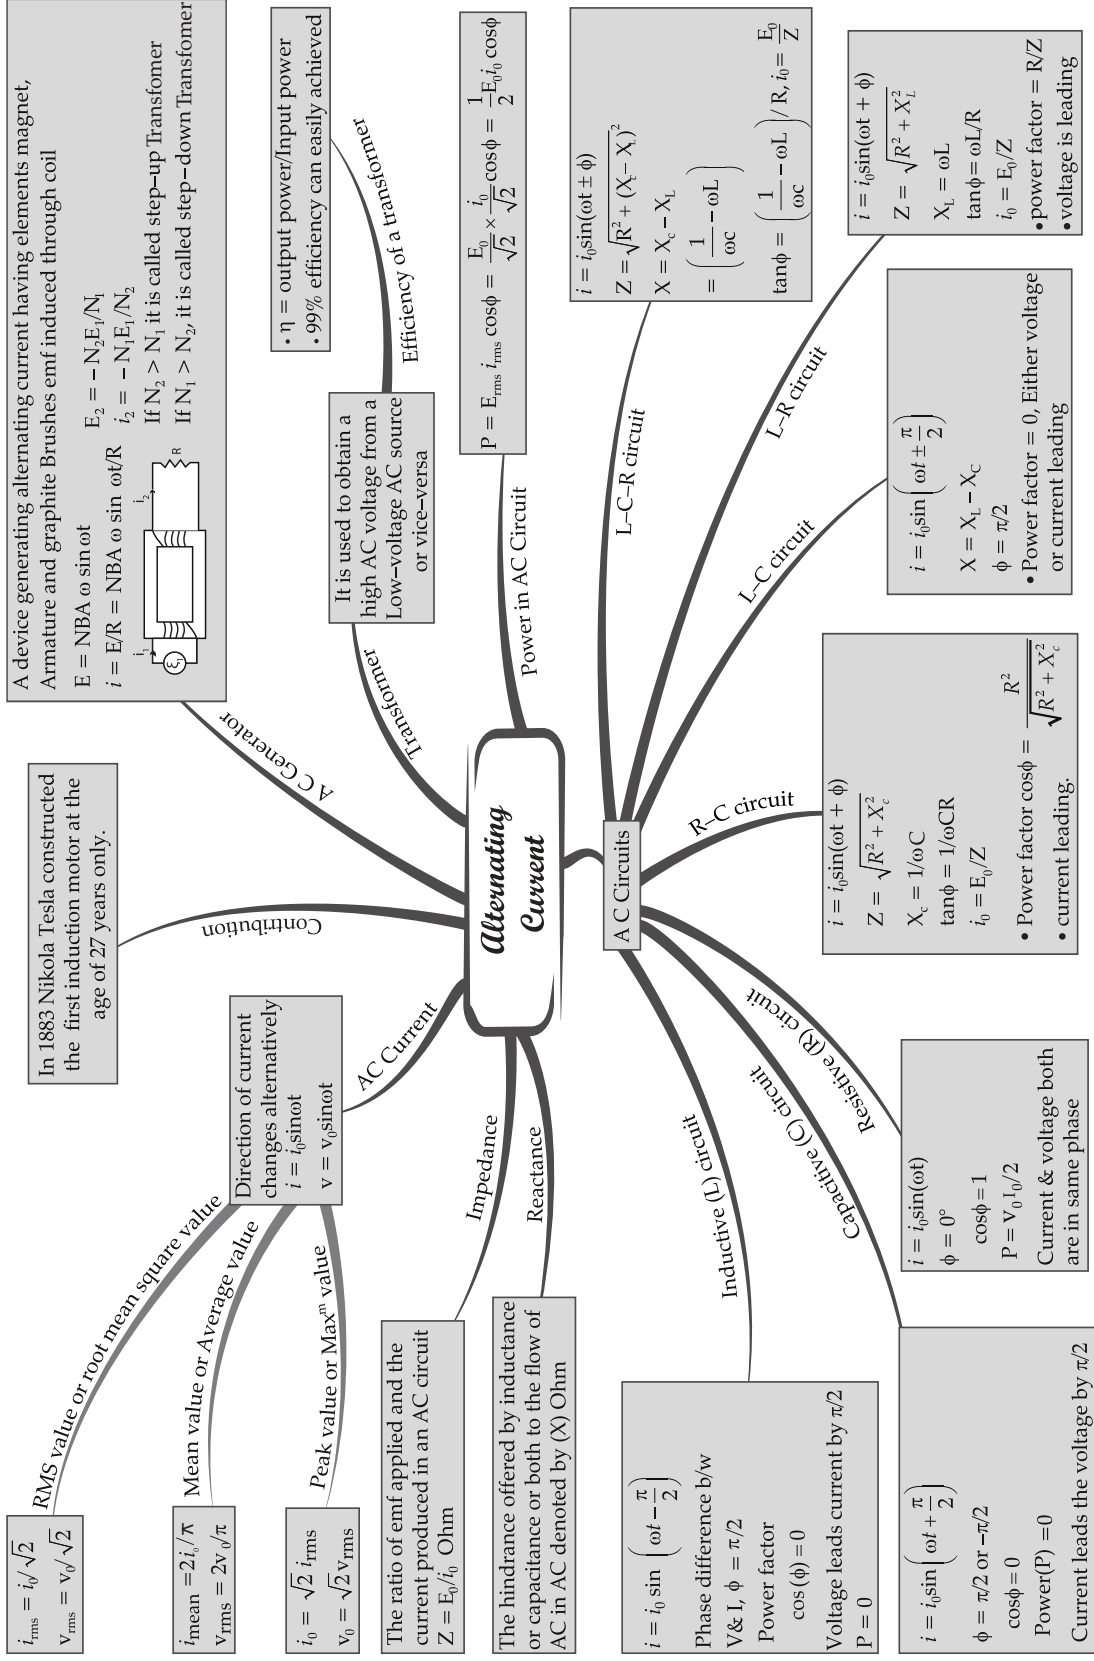 Alternating
Current
A C Generator
A device generating alternating current having elements magnet,
Armature and graphite Brushes emf induced through coil
E = NBA ω sin ωt
i = E/R = NBA ω sin ωt/R
E₂ = –N₂E₁/N₁
i₂ = –N₁E₁/N₂
If N₂ > N₁ it is called step–up Transfomer
If N₁ > N₂, it is called step–down Transfomer
i₁
ε₁
i₂
R
Transformer
It is used to obtain a
high AC voltage from a
Low–voltage AC source
or vice–versa
Efficiency of a transformer
• η = output power/Input power
• 99% efficiency can easily achieved
Power in AC Circuit
P = E_rms i_rms cosϕ = E₀/√2 × i₀/√2 cosϕ = 1/2 E₀i₀ cosϕ
Contribution
In 1883 Nikola Tesla constructed
the first induction motor at the
age of 27 years only.
AC Current
Direction of current
changes alternatively
i = i₀sinωt
v = v₀sinωt
RMS value or root mean square value
i_rms = i₀/√2
v_rms = v₀/√2
Mean value or Average value
i_mean = 2i₀/π
v_rms = 2v₀/π
Peak value or Maxᵐ value
i₀ = √2 i_rms
v₀ = √2 v_rms
Impedance
The ratio of emf applied and the
current produced in an AC circuit
Z = E₀/i₀ Ohm
Reactance
The hindrance offered by inductance
or capacitance or both to the flow of
AC in AC denoted by (X) Ohm
A C Circuits
L–C–R circuit
i = i₀sin(ωt ± ϕ)
Z = √(R² + (X_c – X_L)²)
X = X_c – X_L
= (1/ωc – ωL)
tanϕ = (1/ωc – ωL) / R, i₀ = E₀/Z
L–R circuit
i = i₀sin(ωt + ϕ)
Z = √(R² + X_L²)
X_L = ωL
tanϕ = ωL/R
i₀ = E₀/Z
• power factor = R/Z
• voltage is leading
L–C circuit
i = i₀sin(ωt ± π/2)
X = X_L – X_C
ϕ = π/2
• Power factor = 0, Either voltage
or current leading
R–C circuit
i = i₀sin(ωt + ϕ)
Z = √(R² + X_c²)
X_c = 1/ωC
tanϕ = 1/ωCR
i₀ = E₀/Z
• Power factor cosϕ = R²/√(R² + X_c²)
• current leading.
Resistive (R) circuit
i = i₀sin(ωt)
ϕ = 0°
cosϕ = 1
P = V₀I₀/2
Current & voltage both
are in same phase
Capacitive (C) circuit
i = i₀sin(ωt + π/2)
ϕ = π/2 or –π/2
cosϕ = 0
Power(P) = 0
Current leads the voltage by π/2
Inductive (L) circuit
i = i₀ sin (ωt – π/2)
Phase difference b/w
V& I, ϕ = π/2
Power factor
cos (ϕ) = 0
Voltage leads current by π/2
P = 0